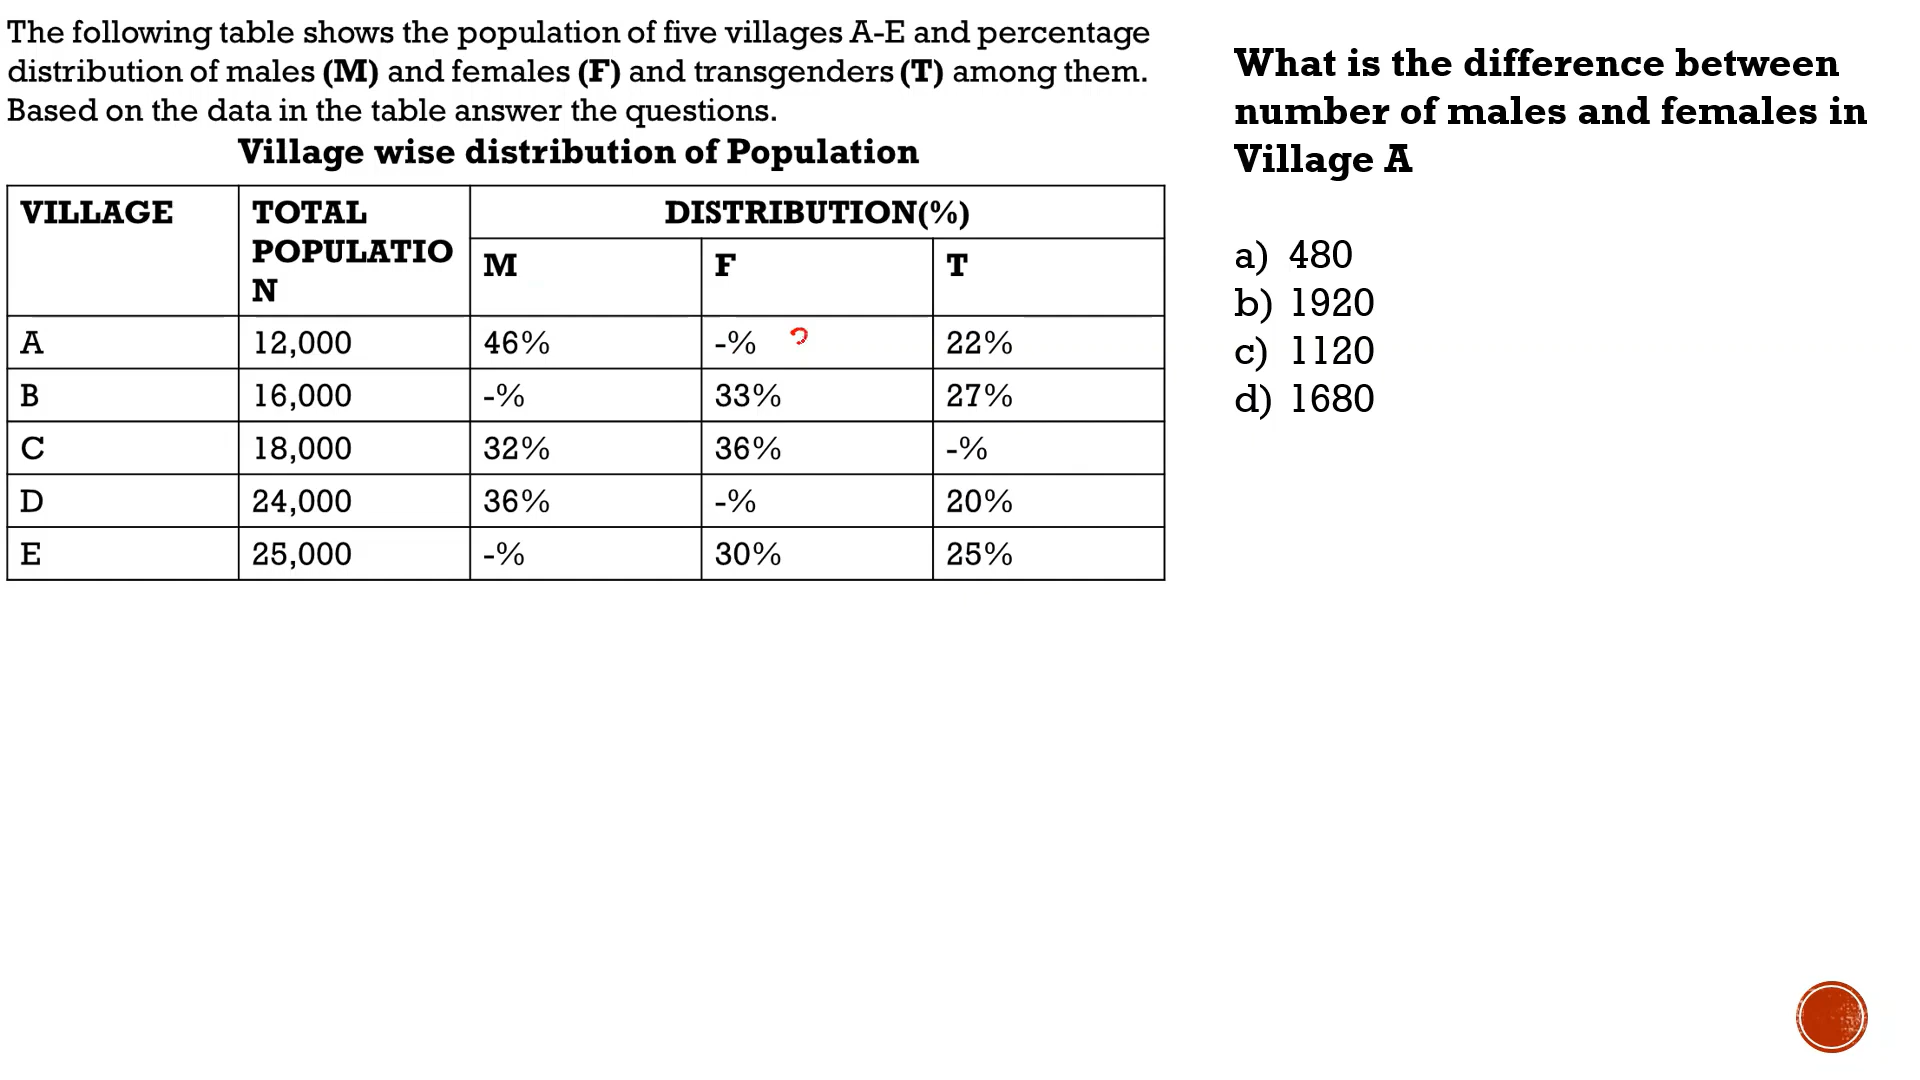 The following table shows the population of five villages A-E and percentage
distribution of males (M) and females (F) and transgenders (T) among them.
Based on the data in the table answer the questions.
Village wise distribution of Population
VILLAGE TOTAL POPULATIO N DISTRIBUTION(%)
M F T
A 12,000 46% -% 22%
B 16,000 -% 33% 27%
C 18,000 32% 36% -%
D 24,000 36% -% 20%
E 25,000 -% 30% 25%
What is the difference between
number of males and females in
Village A
a) 480
b) 1920
c) 1120
d) 1680